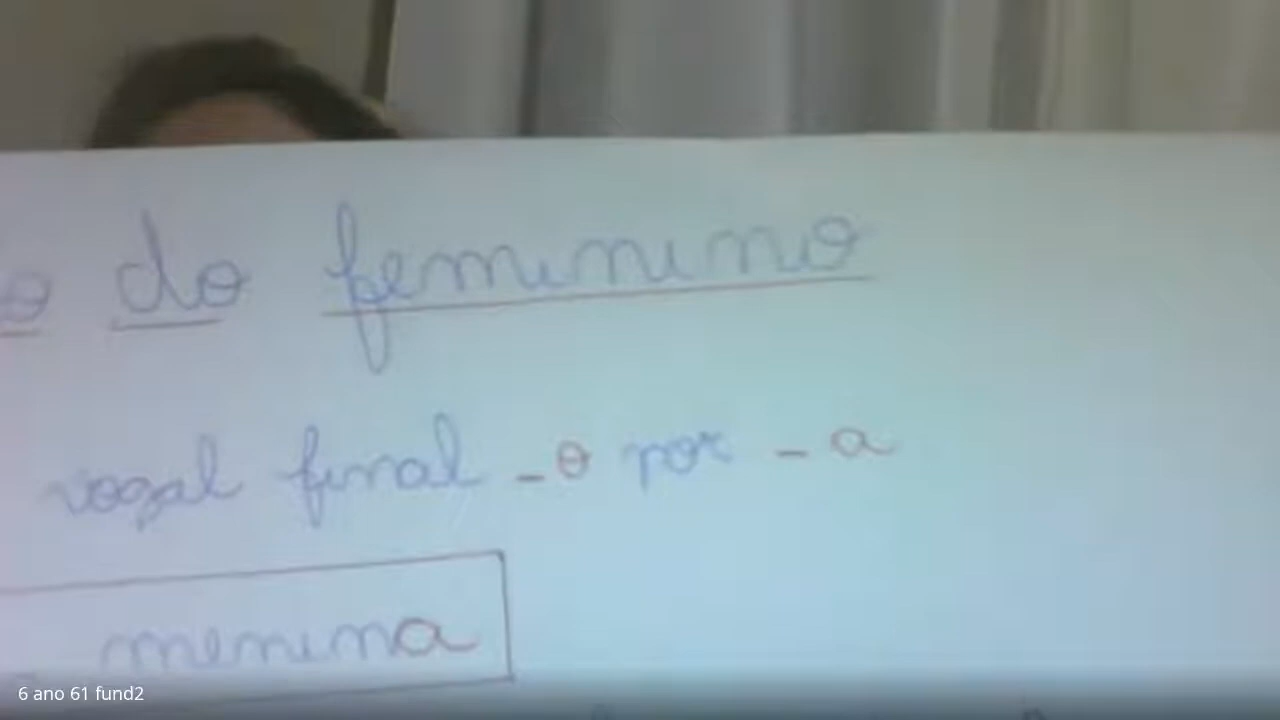 o do feminino
vogal final -o por -a
menina
6 ano 61 fund2